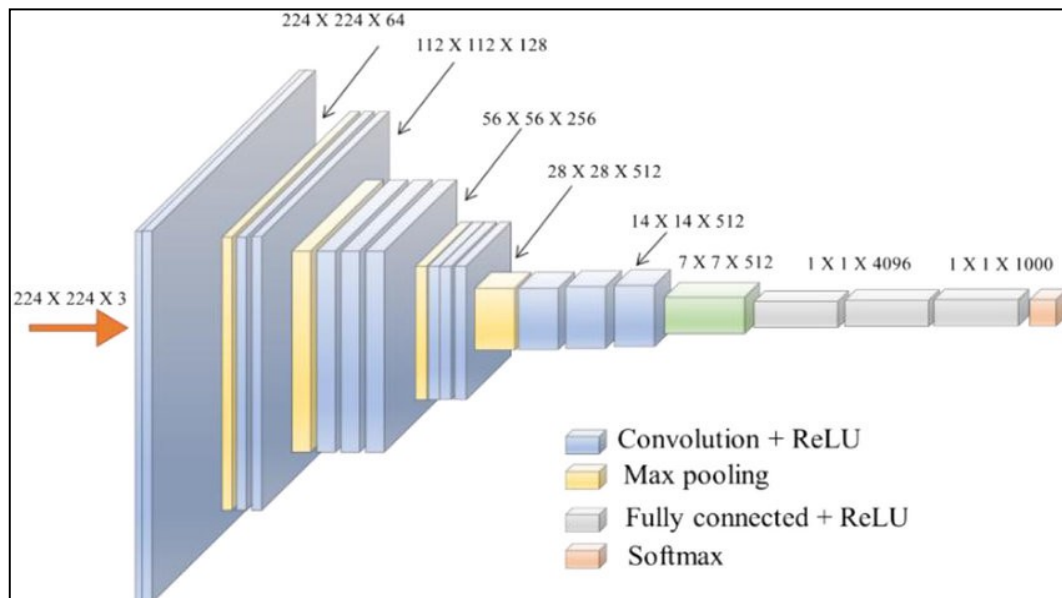 224 X 224 X 64
112 X 112 X 128
56 X 56 X 256
28 X 28 X 512
14 X 14 X 512
7 X 7 X 512
1 X 1 X 4096
1 X 1 X 1000
224 X 224 X 3
Convolution + ReLU
Max pooling
Fully connected + ReLU
Softmax